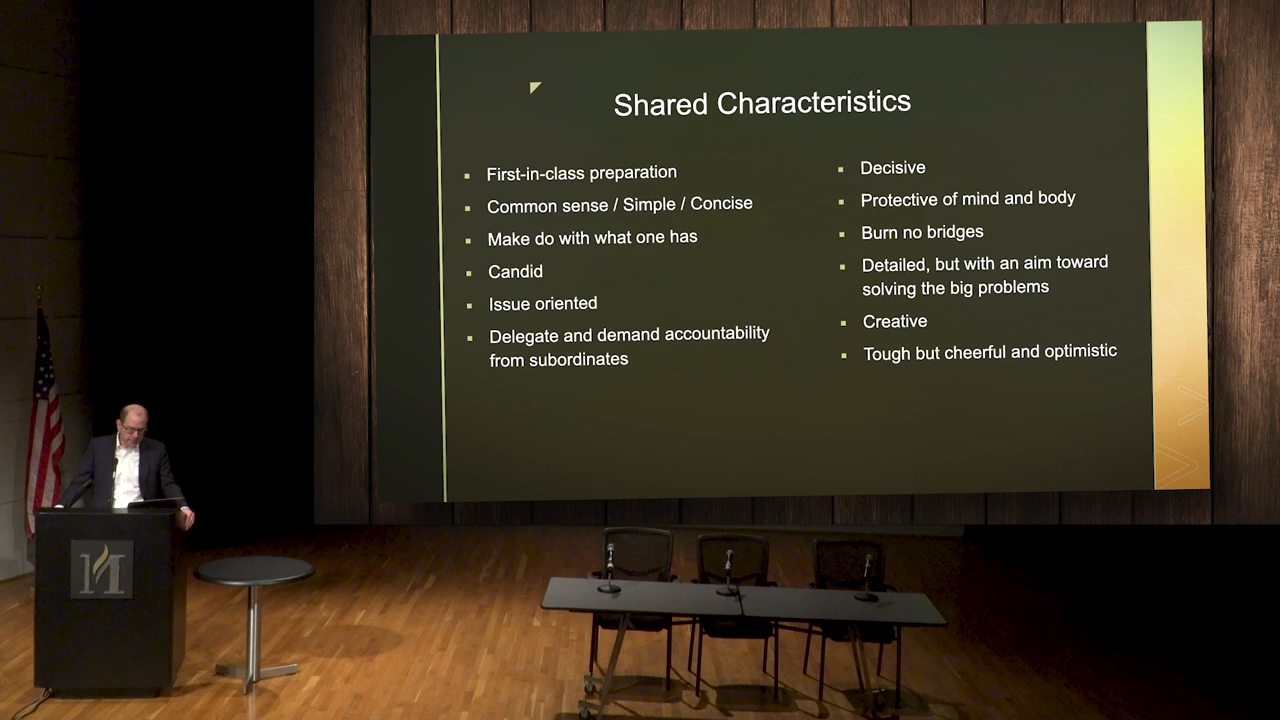 Shared Characteristics
First-in-class preparation
Common sense / Simple / Concise
Make do with what one has
Candid
Issue oriented
Delegate and demand accountability
from subordinates
Decisive
Protective of mind and body
Burn no bridges
Detailed, but with an aim toward
solving the big problems
Creative
Tough but cheerful and optimistic
M